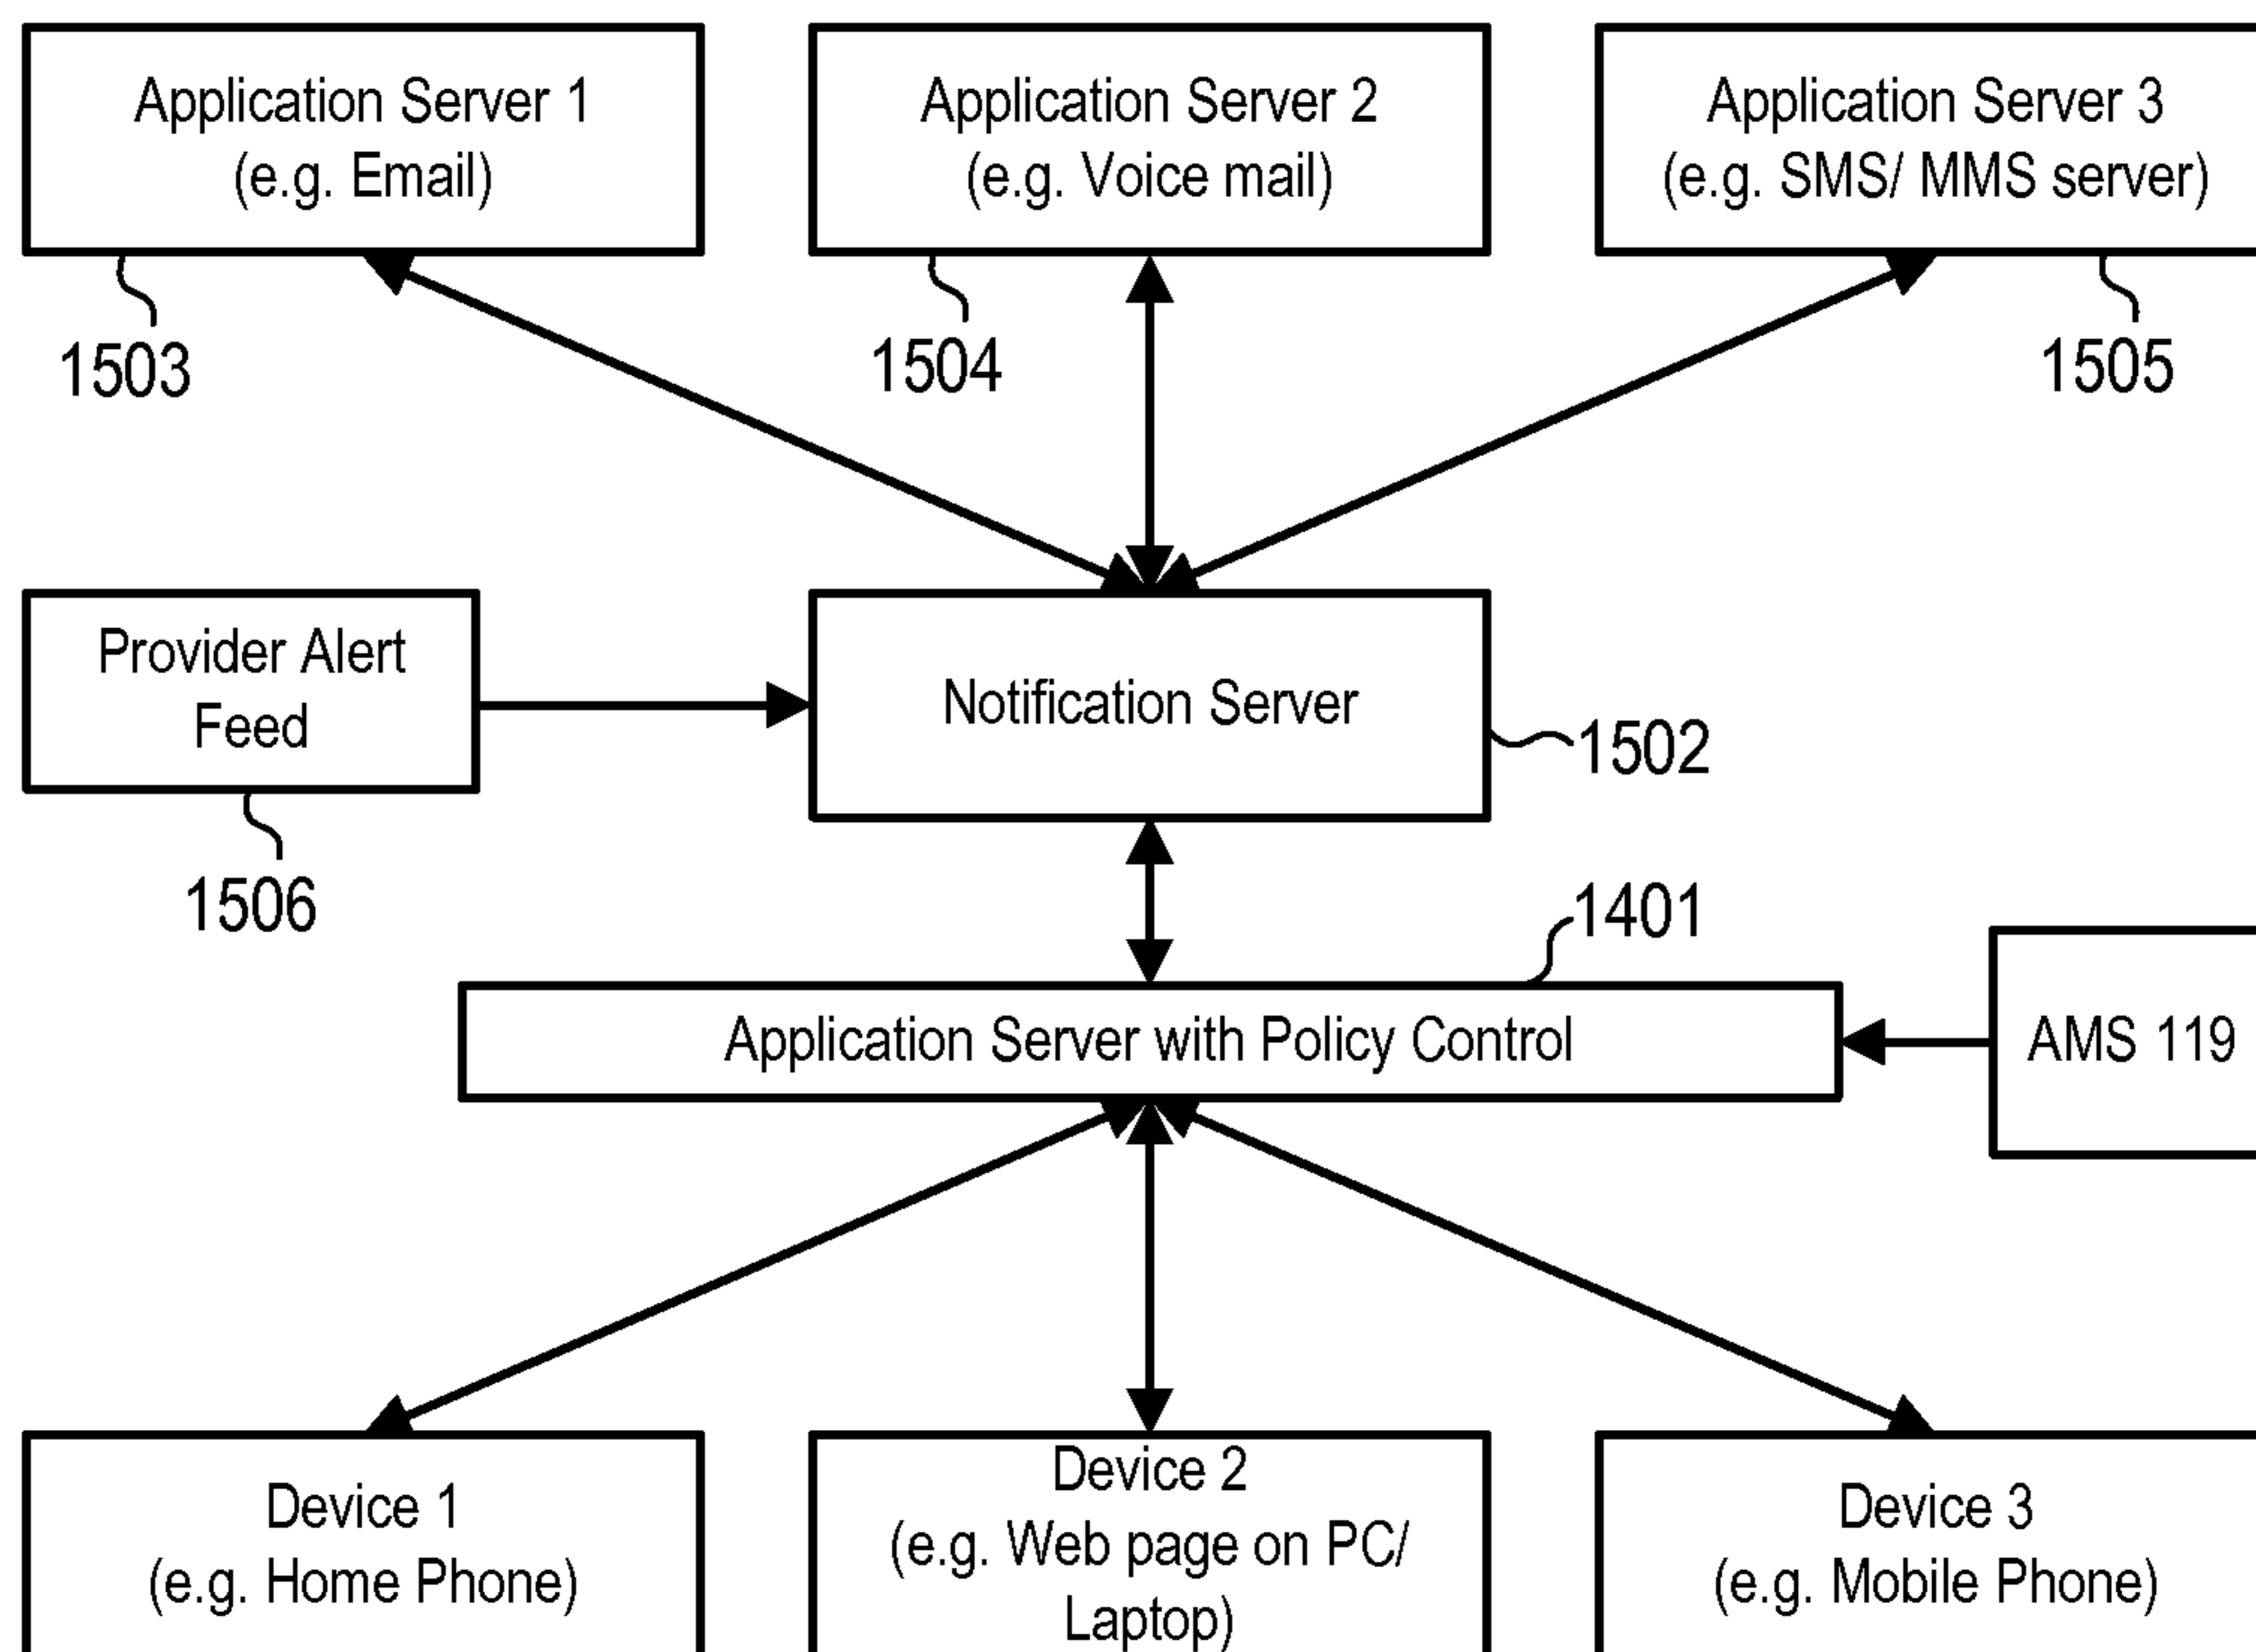 Application Server 1
(e.g. Email)
Application Server 2
(e.g. Voice mail)
Application Server 3
(e.g. SMS/ MMS server)
1503
1504
1505
Provider Alert
Feed
Notification Server
1502
1506
1401
Application Server with Policy Control
AMS 119
Device 1
(e.g. Home Phone)
Device 2
(e.g. Web page on PC/
Laptop)
Device 3
(e.g. Mobile Phone)